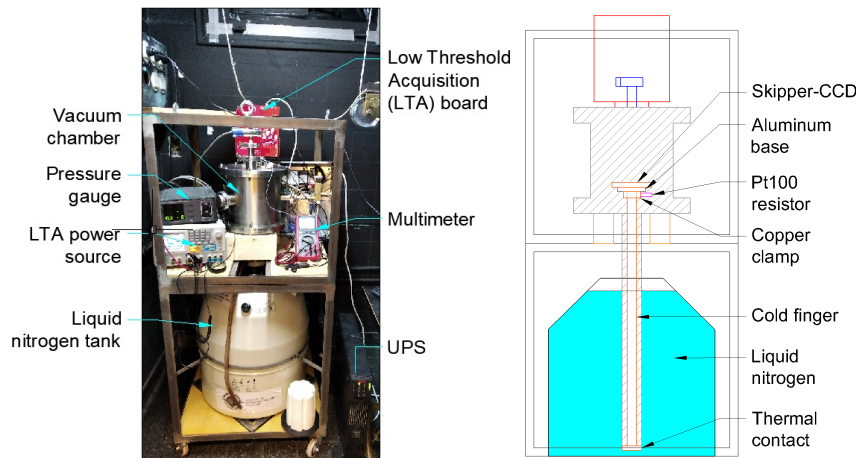 Low Threshold
Acquisition
(LTA) board
Vacuum
chamber
Pressure
gauge
LTA power
source
Multimeter
Liquid
nitrogen tank
UPS
Skipper-CCD
Aluminum
base
Pt100
resistor
Copper
clamp
Cold finger
Liquid
nitrogen
Thermal
contact